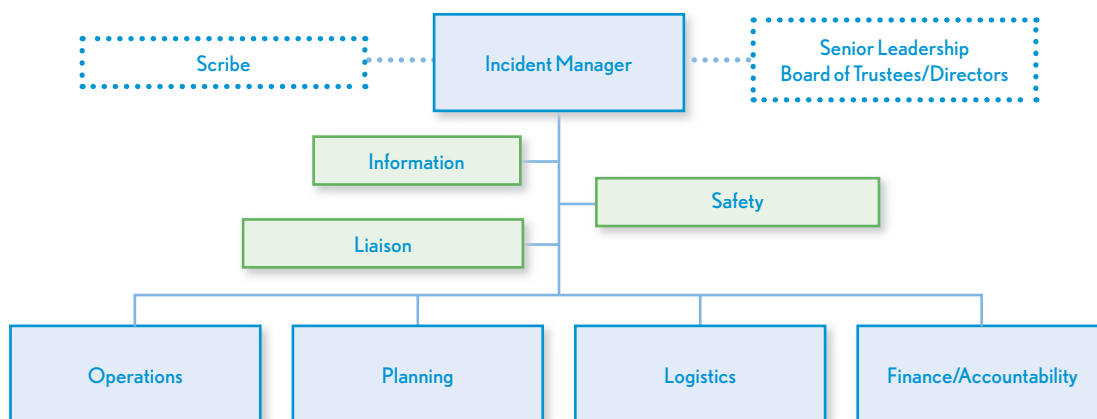 Scribe
Incident Manager
Senior Leadership
Board of Trustees/Directors
Information
Safety
Liaison
Operations
Planning
Logistics
Finance/Accountability